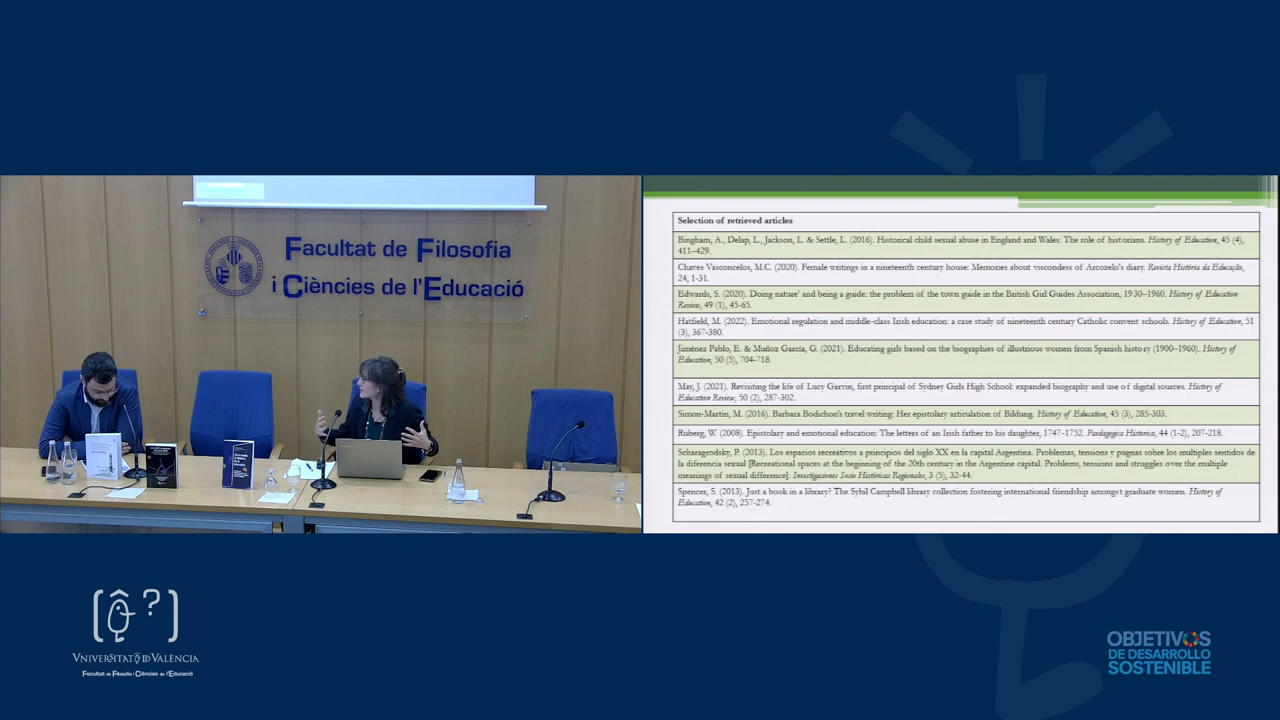 Facultat de Filosofia
i Ciències de l'Educació
Selection of retrieved articles
Bingham, A., Delap, L., Jackson, L. & Settle, L. (2016). Historical child sexual abuse in England and Wales: The role of historians. History of Education, 45 (4),
411–429.
Chaves Vasconcelos, M.C. (2020). Female writings in a nineteenth century house: Memories about viscondess of Arcozelo's diary. Revista História da Educação,
24, 1-31.
Edwards, S. (2020). Doing nature' and being a guide: the problem of the town guide in the British Girl Guides Association, 1930–1960. History of Education
Review, 49 (1), 45-65.
Hatfield, M. (2022). Emotional regulation and middle-class Irish education: a case study of nineteenth century Catholic convent schools. History of Education, 51
(3), 367-380.
Jiménez Pablo, E. & Muñoz García, G. (2021). Educating girls based on the biographies of illustrious women from Spanish history (1900–1960). History of
Education, 50 (5), 704-718.
May, J. (2021). Revisiting the life of Lucy Garvin, first principal of Sydney Girls High School: expanded biography and use of digital sources. History of
Education Review, 50 (2), 287-302.
Simon-Martin, M. (2016). Barbara Bodichon's travel writing: Her epistolary articulation of Bildung. History of Education, 45 (3), 285-303.
Ruberg, W. (2008). Epistolary and emotional education: The letters of an Irish father to his daughter, 1747-1752. Paedagogica Historica, 44 (1-2), 207-218.
Scharagrodsky, P. (2013). Los espacios recreativos a principios del siglo XX en la capital Argentina. Problemas, tensiones y pugnas sobre los multiples sentidos de
la diferencia sexual [Recreational spaces at the beginning of the 20th century in the Argentine capital. Problems, tensions and struggles over the multiple
meanings of sexual difference]. Investigaciones Socio Históricas Regionales, 3 (5), 32-44.
Spencer, S. (2013). Just a book in a library? The Sybil Campbell library collection fostering international friendship amongst graduate women. History of
Education, 42 (2), 257-274.
[ ? ]
VNIVERSITAT ID VALÈNCIA
Facultat de Filosofia i Ciències de l'Educació
OBJETIVOS
DE DESARROLLO
SOSTENIBLE